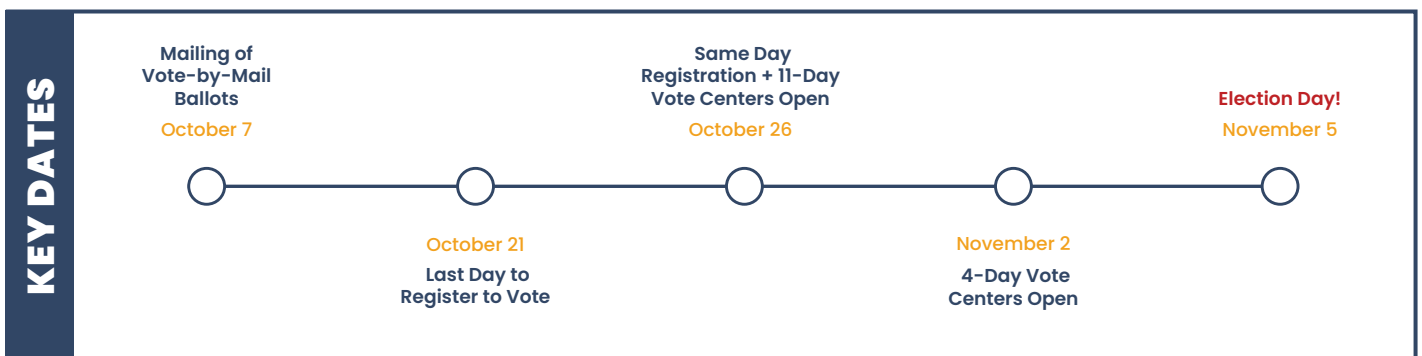 KEY DATES
Mailing of
Vote-by-Mail
Ballots
October 7
October 21
Last Day to
Register to Vote
Same Day
Registration + 11-Day
Vote Centers Open
October 26
November 2
4-Day Vote
Centers Open
Election Day!
November 5